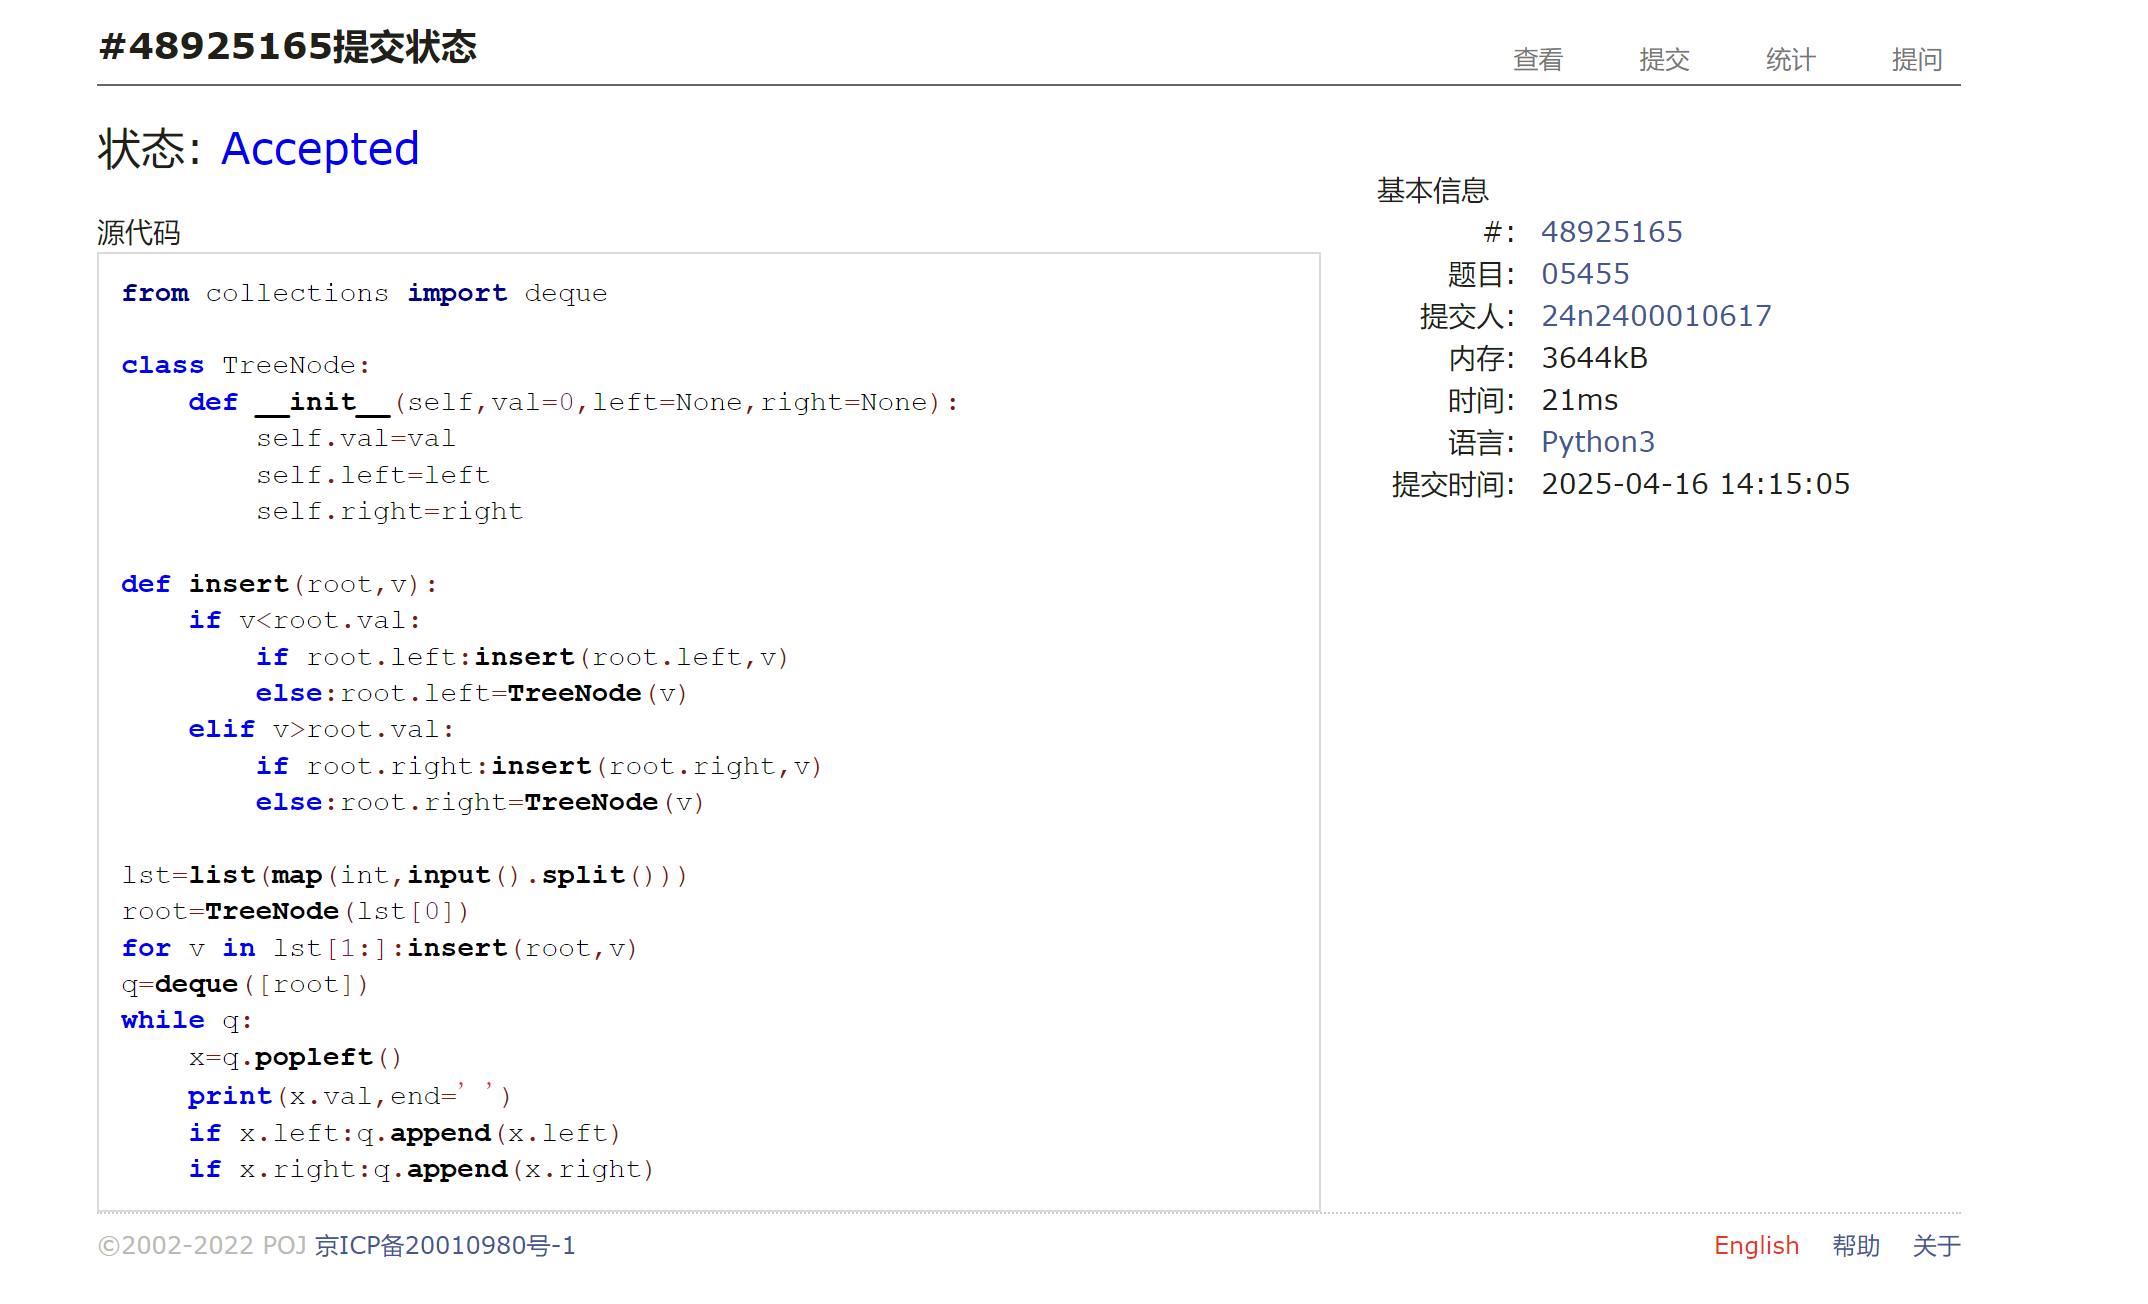 #48925165提交状态
查看 提交 统计 提问
状态: Accepted
源代码
from collections import deque

class TreeNode:
    def __init__(self,val=0,left=None,right=None):
        self.val=val
        self.left=left
        self.right=right

def insert(root,v):
    if v<root.val:
        if root.left:insert(root.left,v)
        else:root.left=TreeNode(v)
    elif v>root.val:
        if root.right:insert(root.right,v)
        else:root.right=TreeNode(v)

lst=list(map(int,input().split()))
root=TreeNode(lst[0])
for v in lst[1:]:insert(root,v)
q=deque([root])
while q:
    x=q.popleft()
    print(x.val,end=' ')
    if x.left:q.append(x.left)
    if x.right:q.append(x.right)
基本信息
#: 48925165
题目: 05455
提交人: 24n2400010617
内存: 3644kB
时间: 21ms
语言: Python3
提交时间: 2025-04-16 14:15:05
©2002-2022 POJ 京ICP备20010980号-1
English 帮助 关于